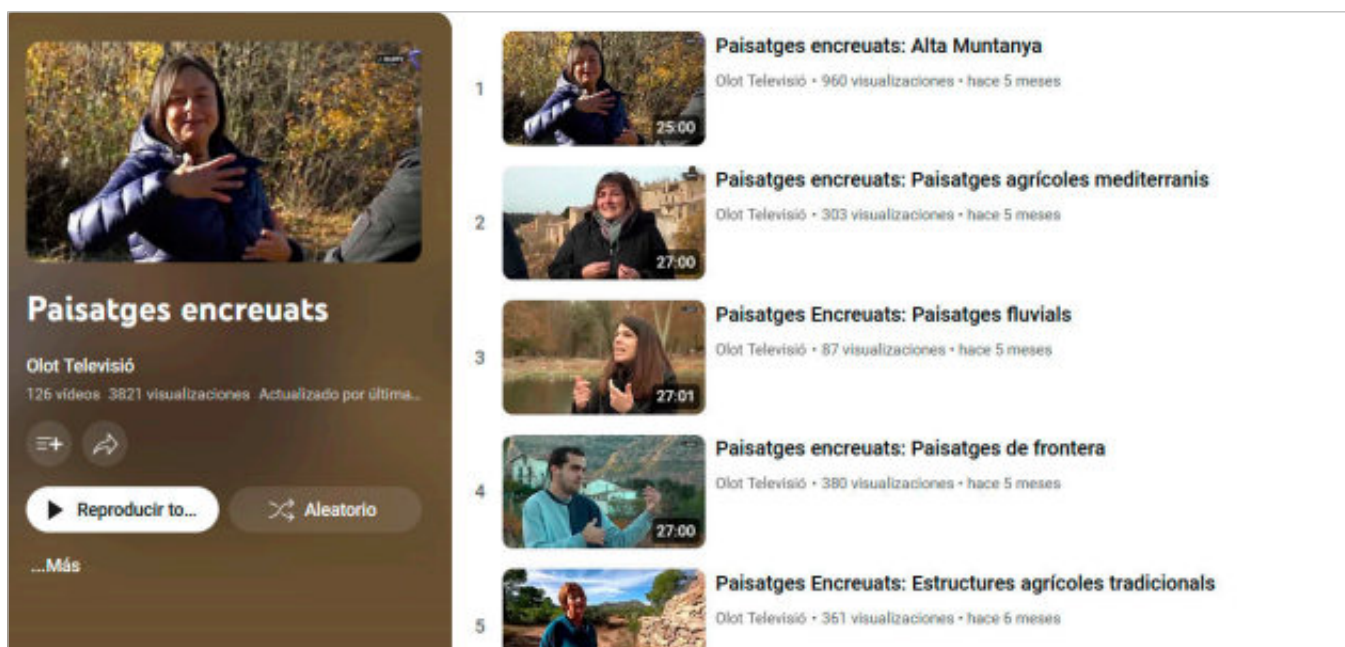 Paisatges encreuats
Olot Televisió
126 vídeos 3821 visualizaciones Actualizado por última...
Reproducir to...
Aleatorio
...Más
1
25:00
Paisatges encreuats: Alta Muntanya
Olot Televisió • 960 visualizaciones • hace 5 meses
2
27:00
Paisatges encreuats: Paisatges agrícoles mediterranis
Olot Televisió • 303 visualizaciones • hace 5 meses
3
27:01
Paisatges Encreuats: Paisatges fluvials
Olot Televisió • 87 visualizaciones • hace 5 meses
4
27:00
Paisatges encreuats: Paisatges de frontera
Olot Televisió • 380 visualizaciones • hace 5 meses
5
Paisatges Encreuats: Estructures agrícoles tradicionals
Olot Televisió • 361 visualizaciones • hace 6 meses